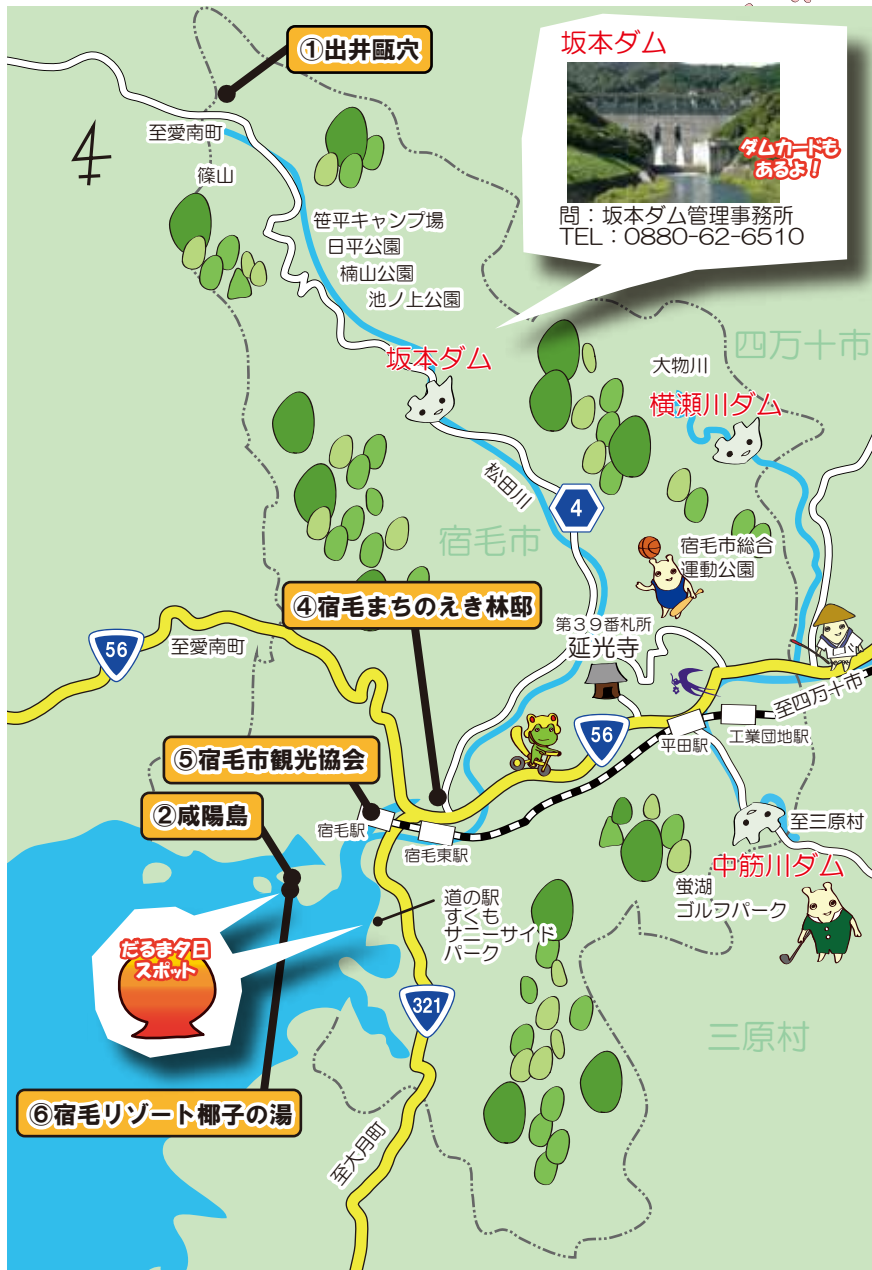 ①出井甌穴
坂本ダム
ダムカードも
あるよ！
問：坂本ダム管理事務所
TEL：0880-62-6510
至愛南町
篠山
笹平キャンプ場
日平公園
楠山公園
池ノ上公園
四万十市
大物川
坂本ダム
横瀬川ダム
松田川
4
宿毛市
宿毛市総合
運動公園
④宿毛まちのえき林邸
第39番札所
延光寺
56
至愛南町
至四万十市
56
平田駅
工業団地駅
⑤宿毛市観光協会
②咸陽島
宿毛駅
宿毛東駅
至三原村
中筋川ダム
道の駅
すくも
サニーサイド
パーク
蛍湖
ゴルフパーク
だるま夕日
スポット
321
三原村
⑥宿毛リゾート椰子の湯
至大月町